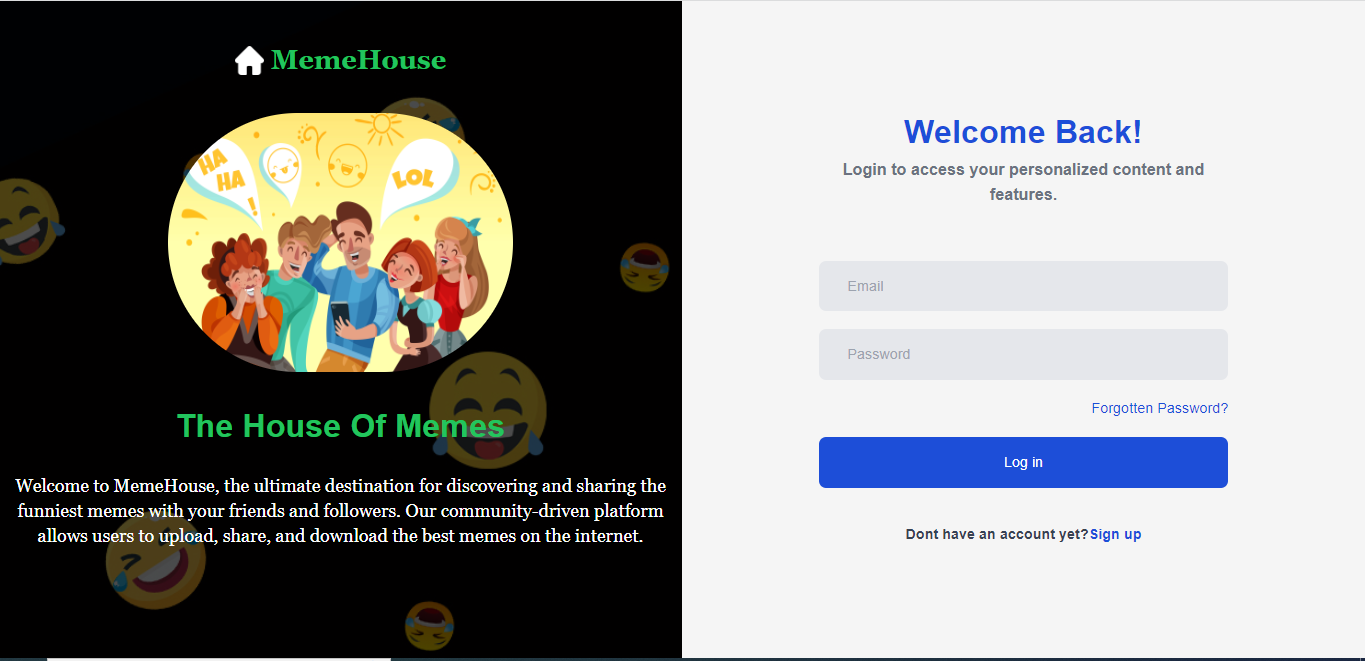 MemeHouse
HA
HA
!
LOL
The House Of Memes
Welcome to MemeHouse, the ultimate destination for discovering and sharing the
funniest memes with your friends and followers. Our community-driven platform
allows users to upload, share, and download the best memes on the internet.
Welcome Back!
Login to access your personalized content and
features.
Email
Password
Forgotten Password?
Log in
Dont have an account yet?Sign up